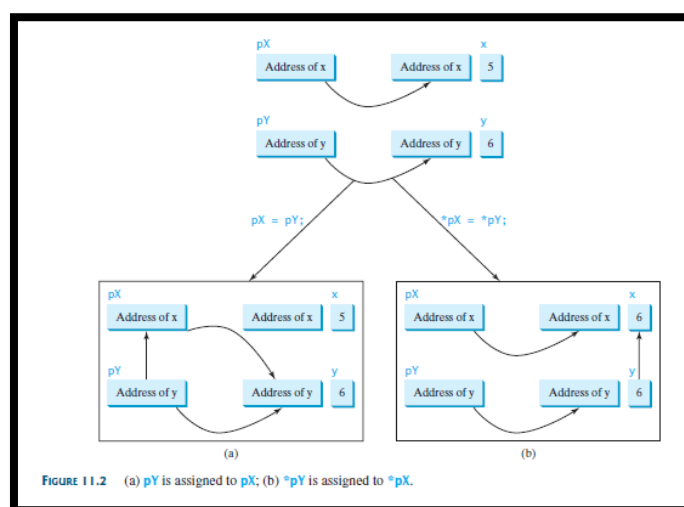 pX x
Address of x Address of x 5
pY y
Address of y Address of y 6
pX = pY; *pX = *pY;
pX x
Address of x Address of x 5
pY y
Address of y Address of y 6
(a)
pX x
Address of x Address of x 6
pY y
Address of y Address of y 6
(b)
FIGURE 11.2 (a) pY is assigned to pX; (b) *pY is assigned to *pX.